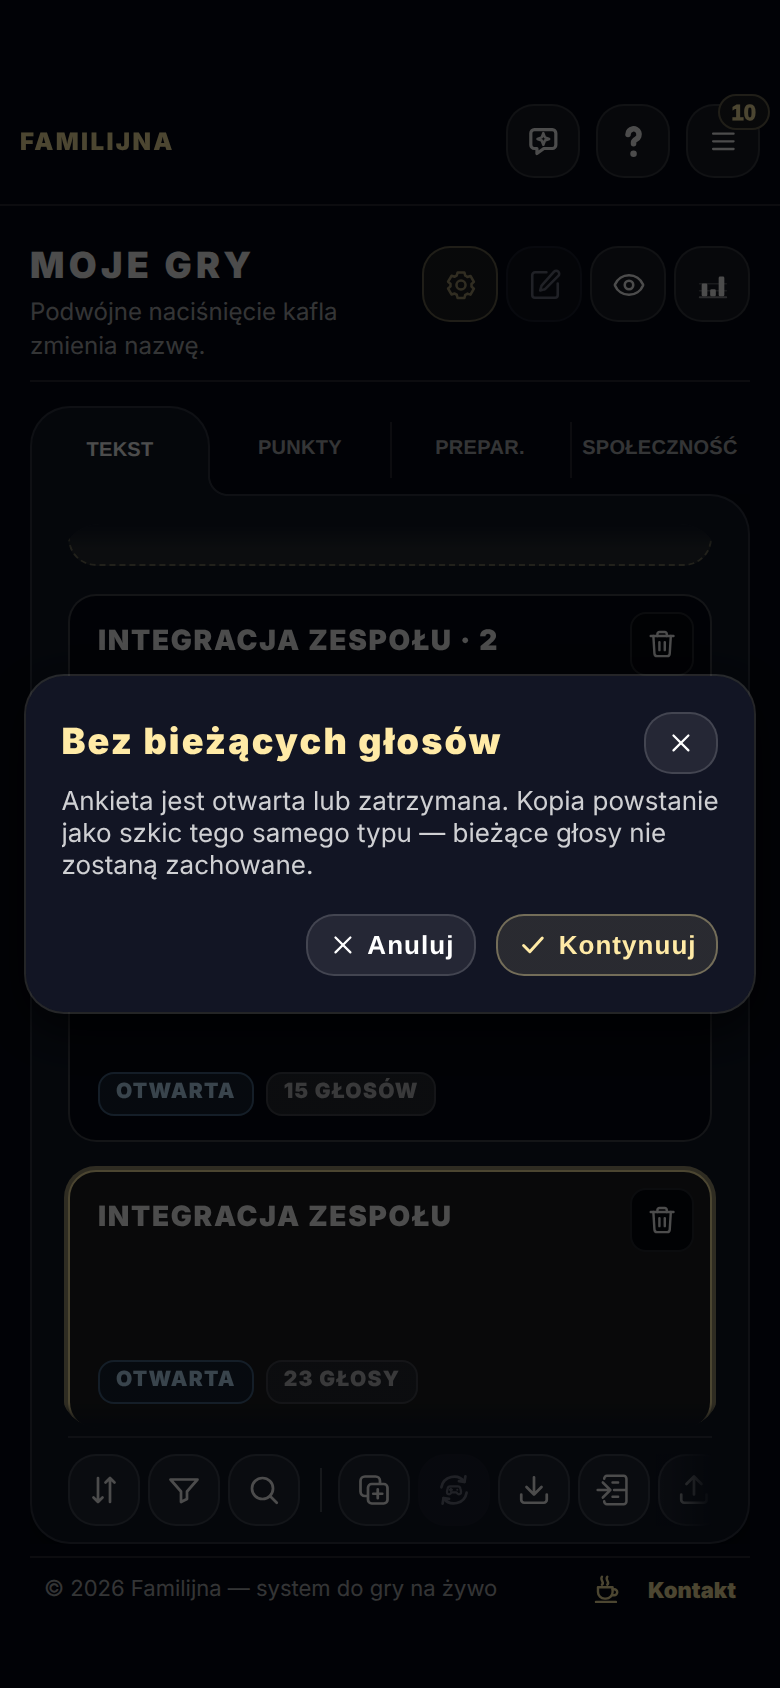 FAMILIJNA
10
MOJE GRY
Podwójne naciśnięcie kafla
zmienia nazwę.
TEKST
PUNKTY
PREPAR.
SPOŁECZNOŚĆ
INTEGRACJA ZESPOŁU · 2
Bez bieżących głosów
Ankieta jest otwarta lub zatrzymana. Kopia powstanie
jako szkic tego samego typu — bieżące głosy nie
zostaną zachowane.
Anuluj
Kontynuuj
OTWARTA
15 GŁOSÓW
INTEGRACJA ZESPOŁU
OTWARTA
23 GŁOSY
© 2026 Familijna — system do gry na żywo
Kontakt